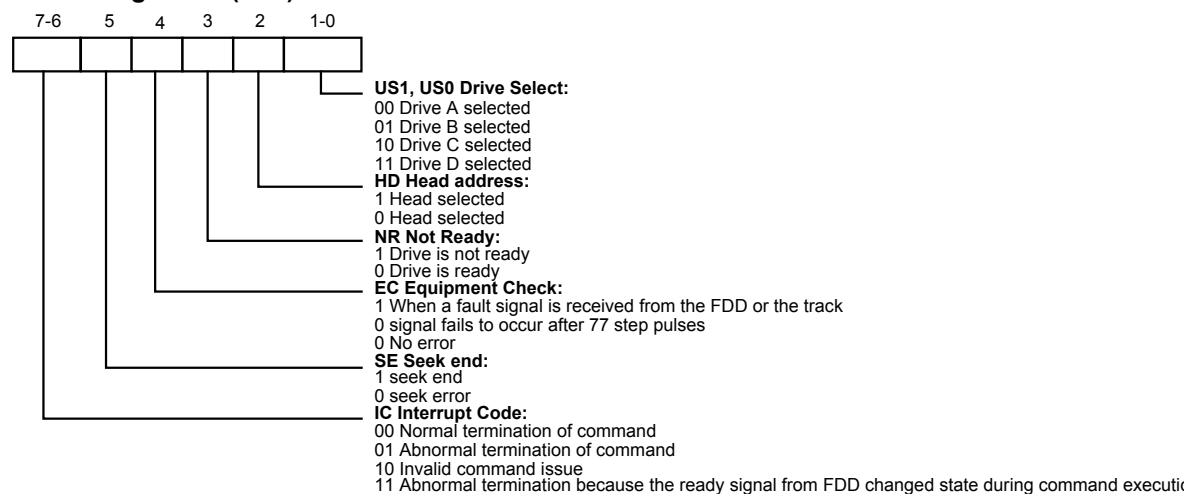 7-6 5 4 3 2 1-0
US1, US0 Drive Select:
00 Drive A selected
01 Drive B selected
10 Drive C selected
11 Drive D selected
HD Head address:
1 Head selected
0 Head selected
NR Not Ready:
1 Drive is not ready
0 Drive is ready
EC Equipment Check:
1 When a fault signal is received from the FDD or the track
0 signal fails to occur after 77 step pulses
0 No error
SE Seek end:
1 seek end
0 seek error
IC Interrupt Code:
00 Normal termination of command
01 Abnormal termination of command
10 Invalid command issue
11 Abnormal termination because the ready signal from FDD changed state during command executi